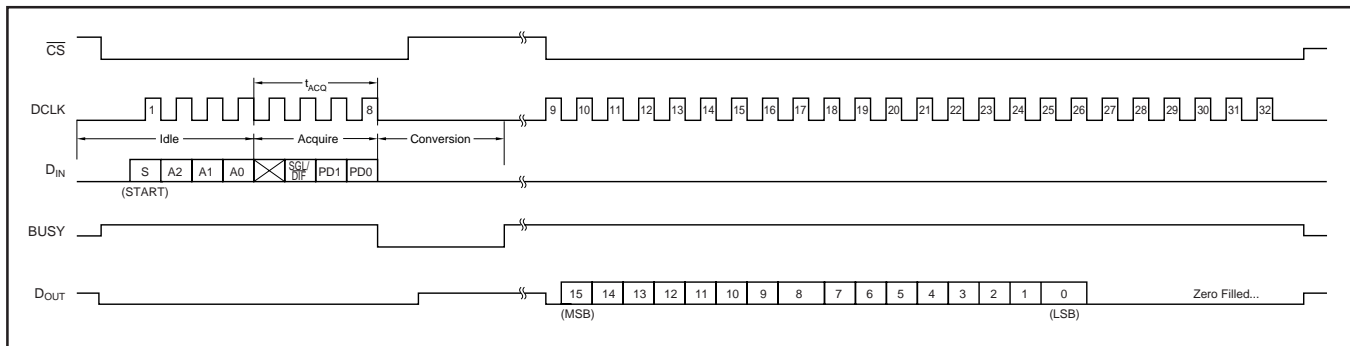 CS
tACQ
DCLK 1 8 9 10 11 12 13 14 15 16 17 18 19 20 21 22 23 24 25 26 27 28 29 30 31 32
Idle Acquire Conversion
DIN S A2 A1 A0 SGL/DIF PD1 PD0
(START)
BUSY
DOUT 15 14 13 12 11 10 9 8 7 6 5 4 3 2 1 0 Zero Filled...
(MSB) (LSB)